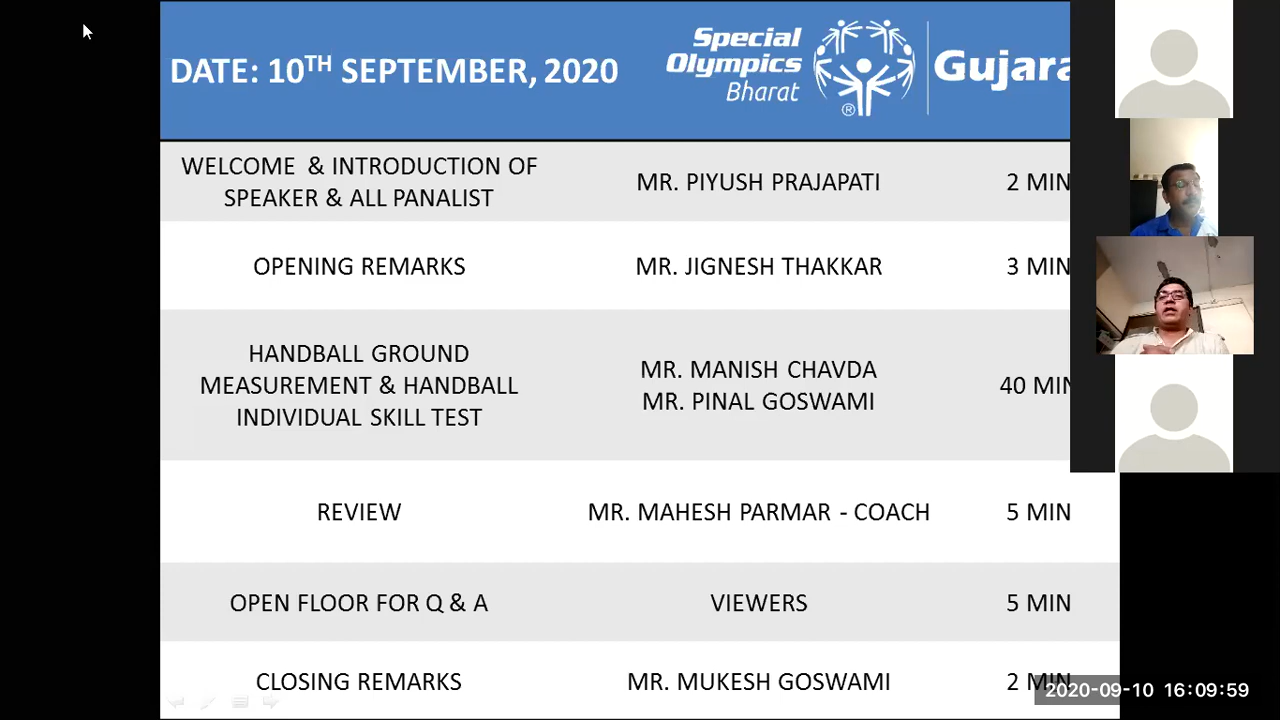 DATE: 10TH SEPTEMBER, 2020
Special
Olympics
Bharat
®
Gujara
WELCOME & INTRODUCTION OF
SPEAKER & ALL PANALIST
MR. PIYUSH PRAJAPATI
2 MIN
OPENING REMARKS
MR. JIGNESH THAKKAR
3 MIN
HANDBALL GROUND
MEASUREMENT & HANDBALL
INDIVIDUAL SKILL TEST
MR. MANISH CHAVDA
MR. PINAL GOSWAMI
40 MIN
REVIEW
MR. MAHESH PARMAR - COACH
5 MIN
OPEN FLOOR FOR Q & A
VIEWERS
5 MIN
CLOSING REMARKS
MR. MUKESH GOSWAMI
2 MIN
2020-09-10 16:09:59